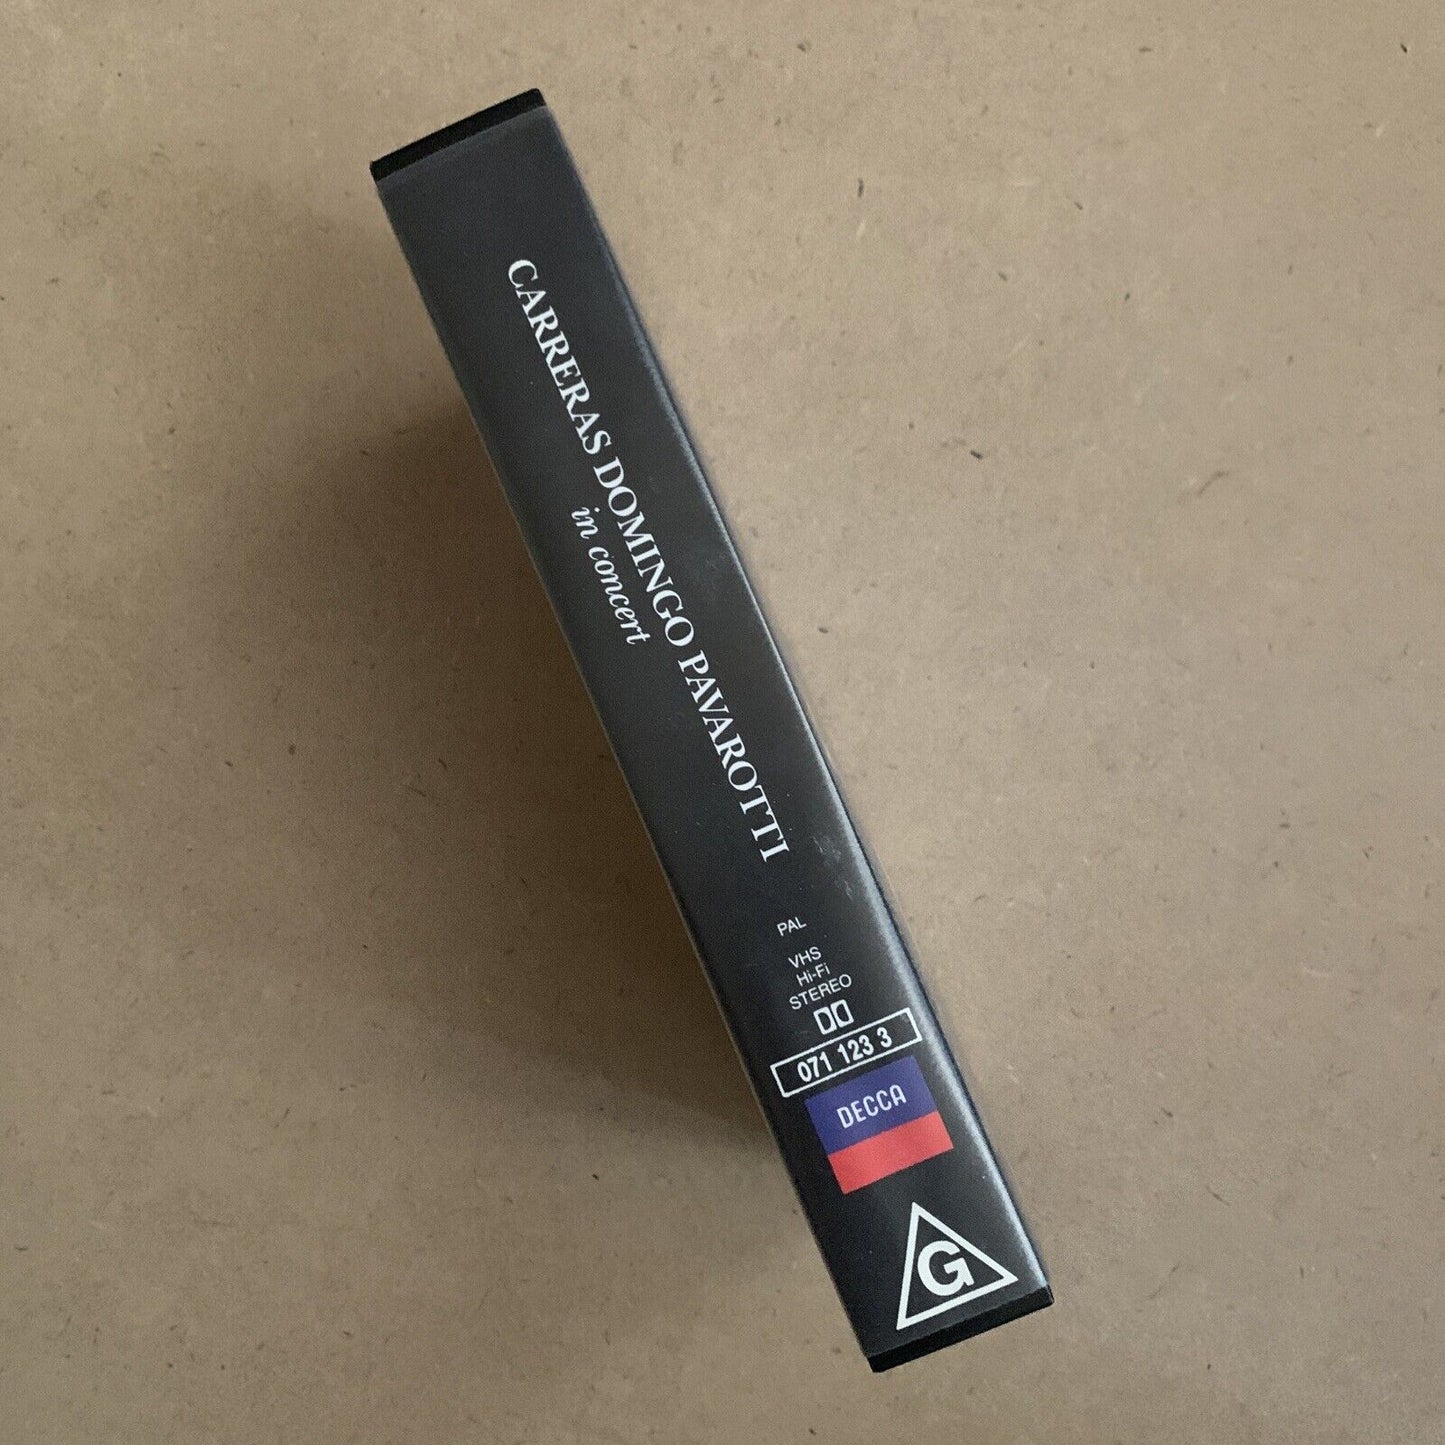 CARRERAS DOMINGO PAVAROTTI
in concert
PAL
VHS
Hi-Fi
STEREO
071 123 3
DECCA
G